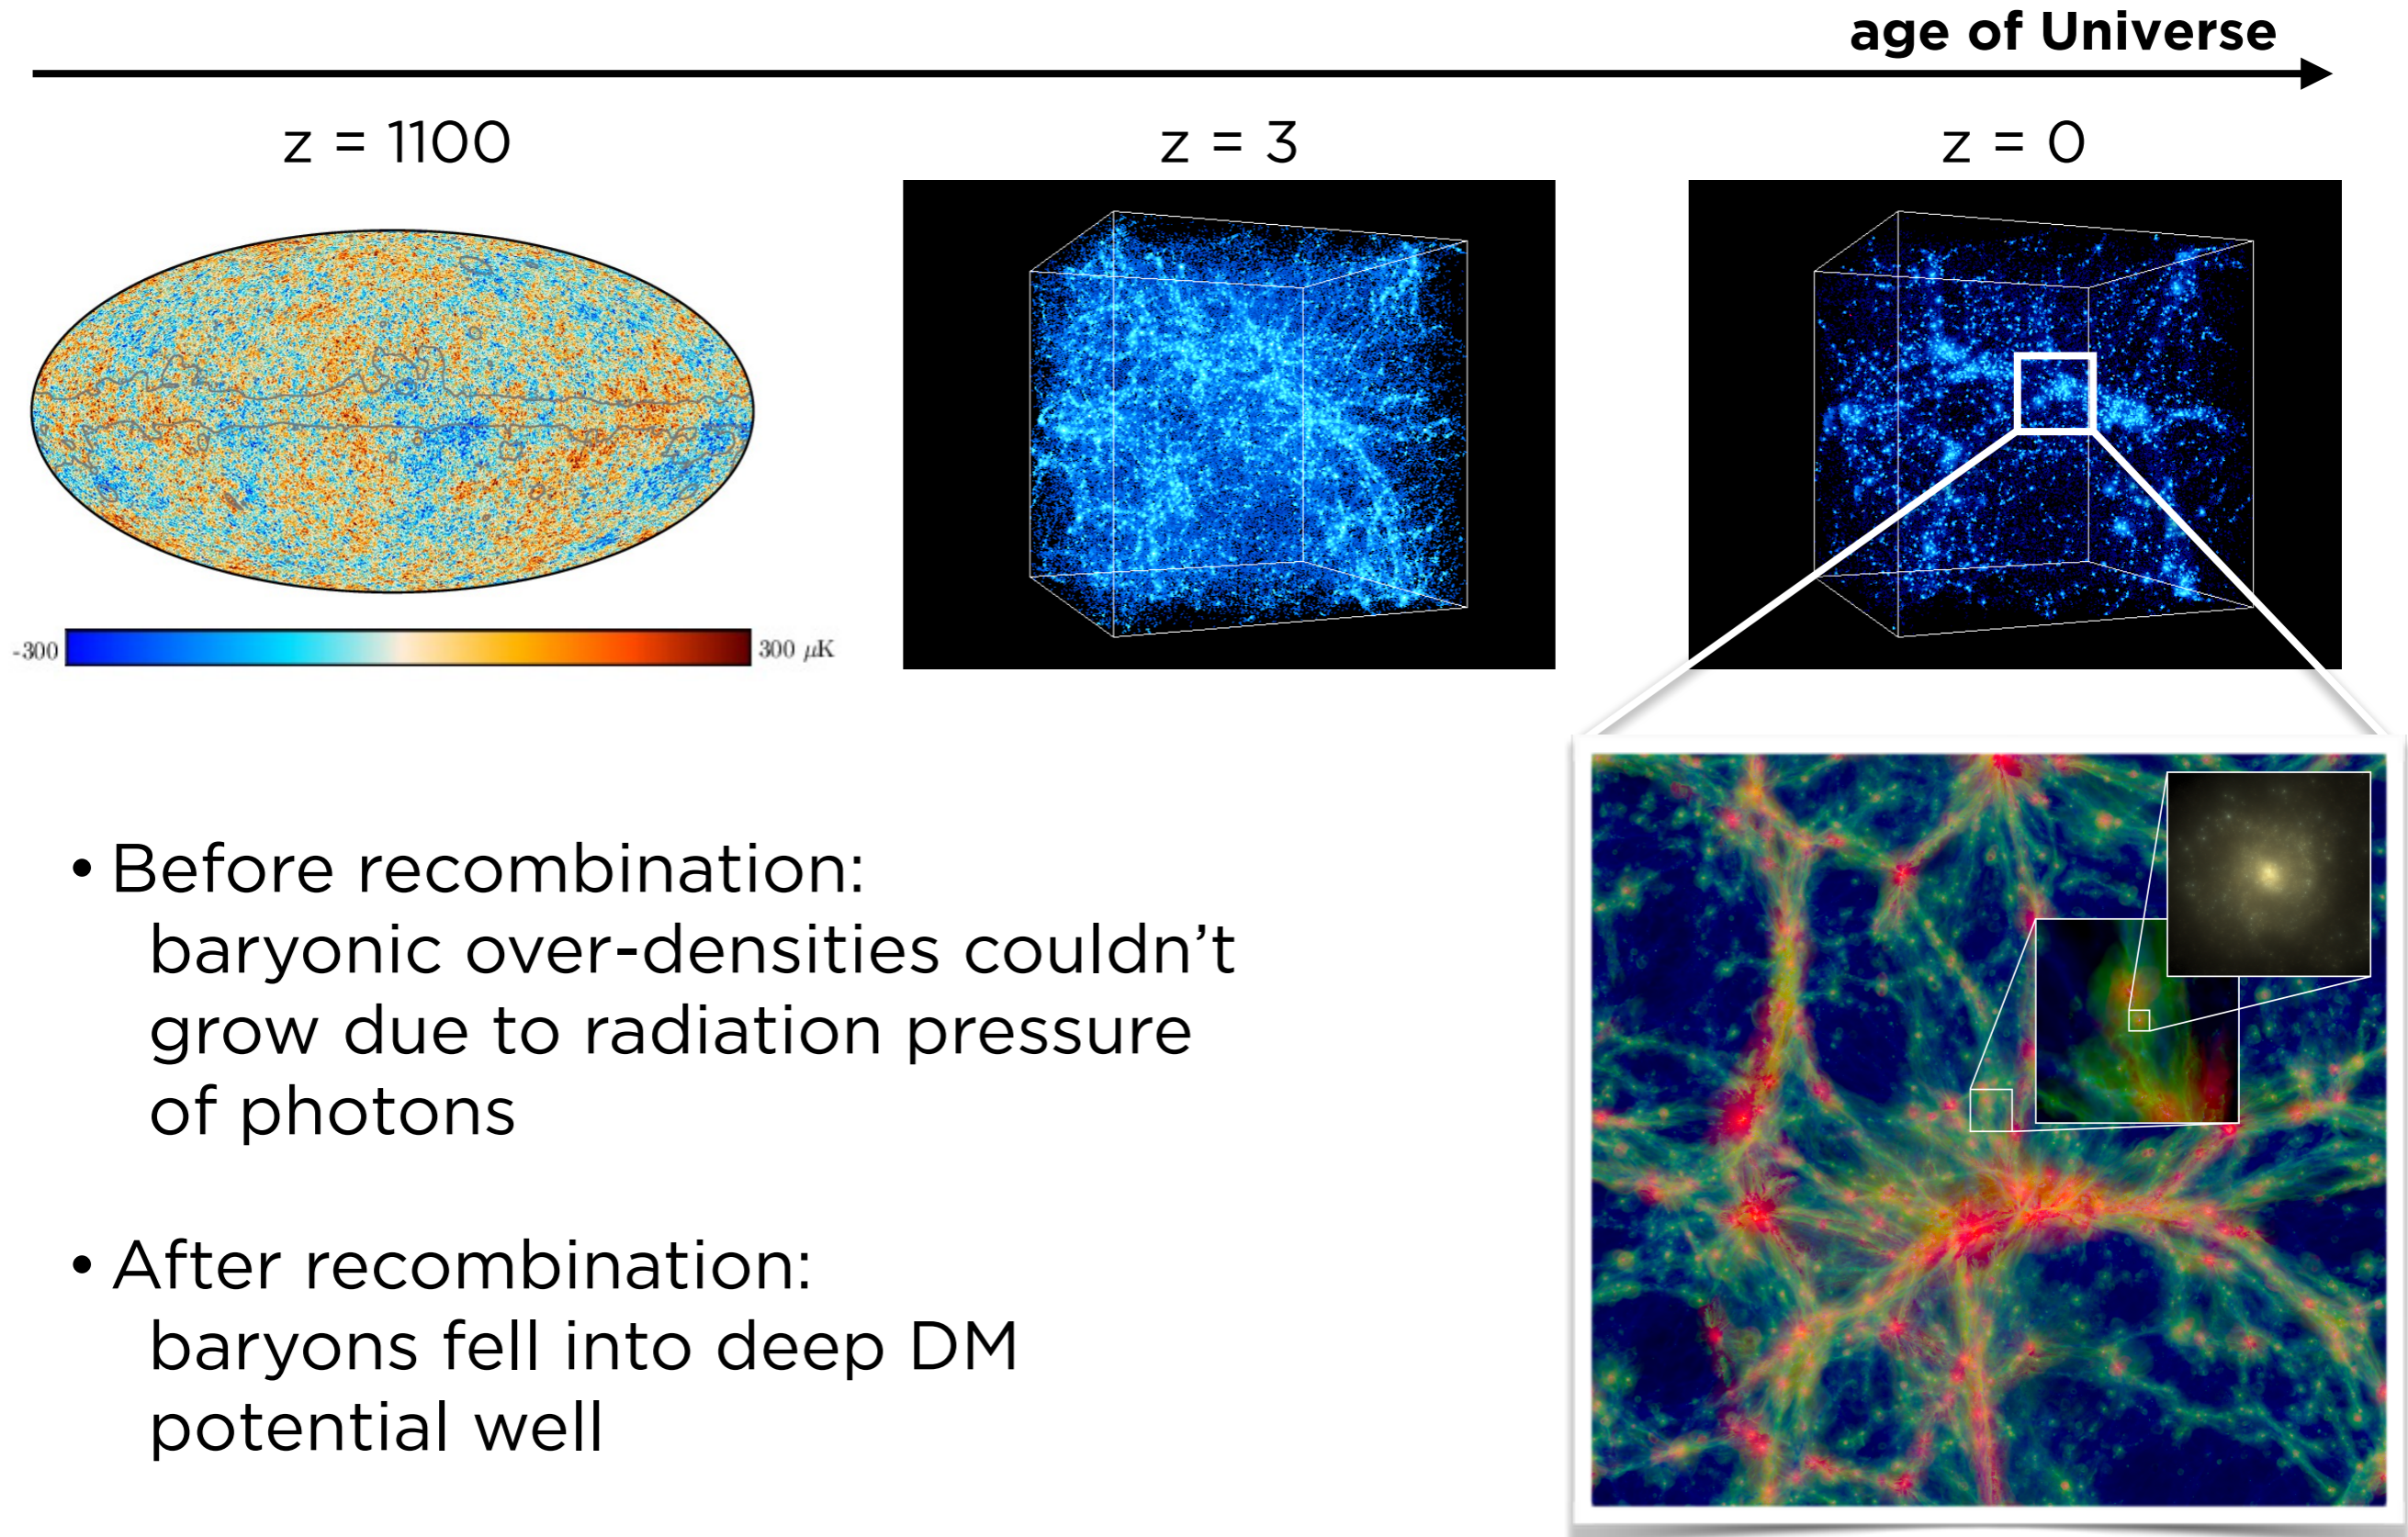 age of Universe
z = 1100
z = 3
z = 0
-300
300 μK
• Before recombination:
baryonic over-densities couldn’t
grow due to radiation pressure
of photons
• After recombination:
baryons fell into deep DM
potential well